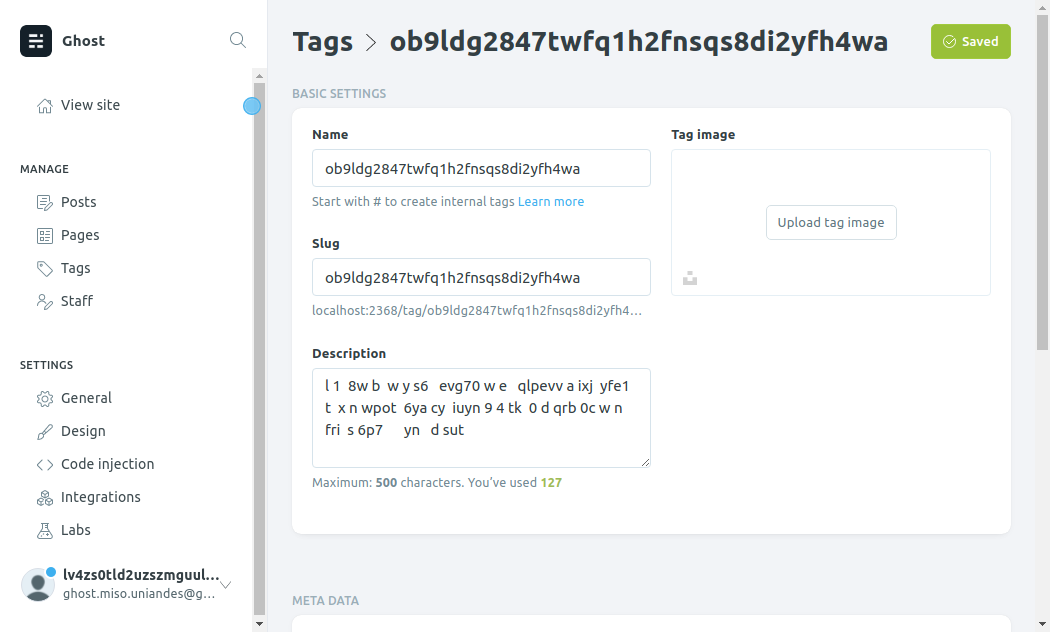 Ghost
View site
MANAGE
Posts
Pages
Tags
Staff
SETTINGS
General
Design
Code injection
Integrations
Labs
lv4zs0tld2uzszmguul...
ghost.miso.uniandes@g...
Tags > ob9ldg2847twfq1h2fnsqs8di2yfh4wa
Saved
BASIC SETTINGS
Name
ob9ldg2847twfq1h2fnsqs8di2yfh4wa
Start with # to create internal tags Learn more
Slug
ob9ldg2847twfq1h2fnsqs8di2yfh4wa
localhost:2368/tag/ob9ldg2847twfq1h2fnsqs8di2yfh4...
Description
l 1  8w b  w y s6   evg70 w e   qlpevv a ixj  yfe1
t  x n wpot  6ya cy  iuyn 9 4 tk  0 d qrb 0c w n
fri  s 6p7      yn   d sut
Maximum: 500 characters. You've used 127
Tag image
Upload tag image
META DATA